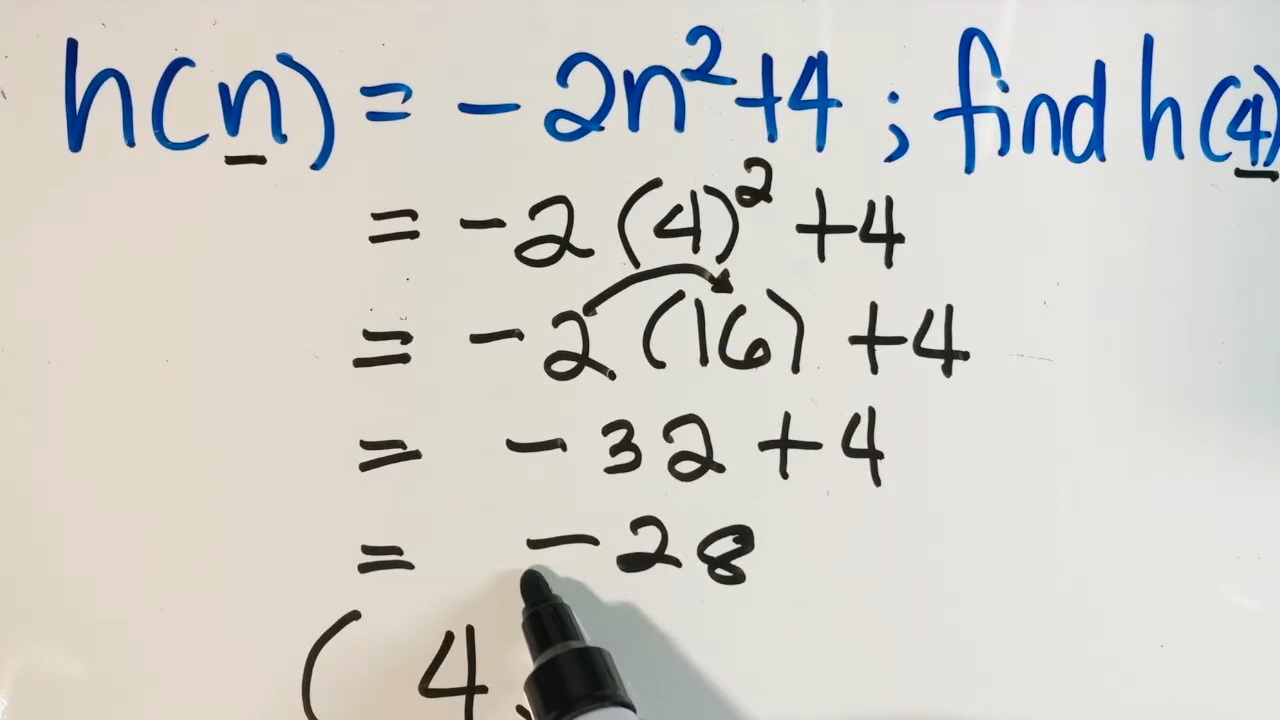 h(n) = -2n²+4 ; find h(4)
= -2(4)² +4
= -2(16) +4
= -32+4
= -28
( 4,